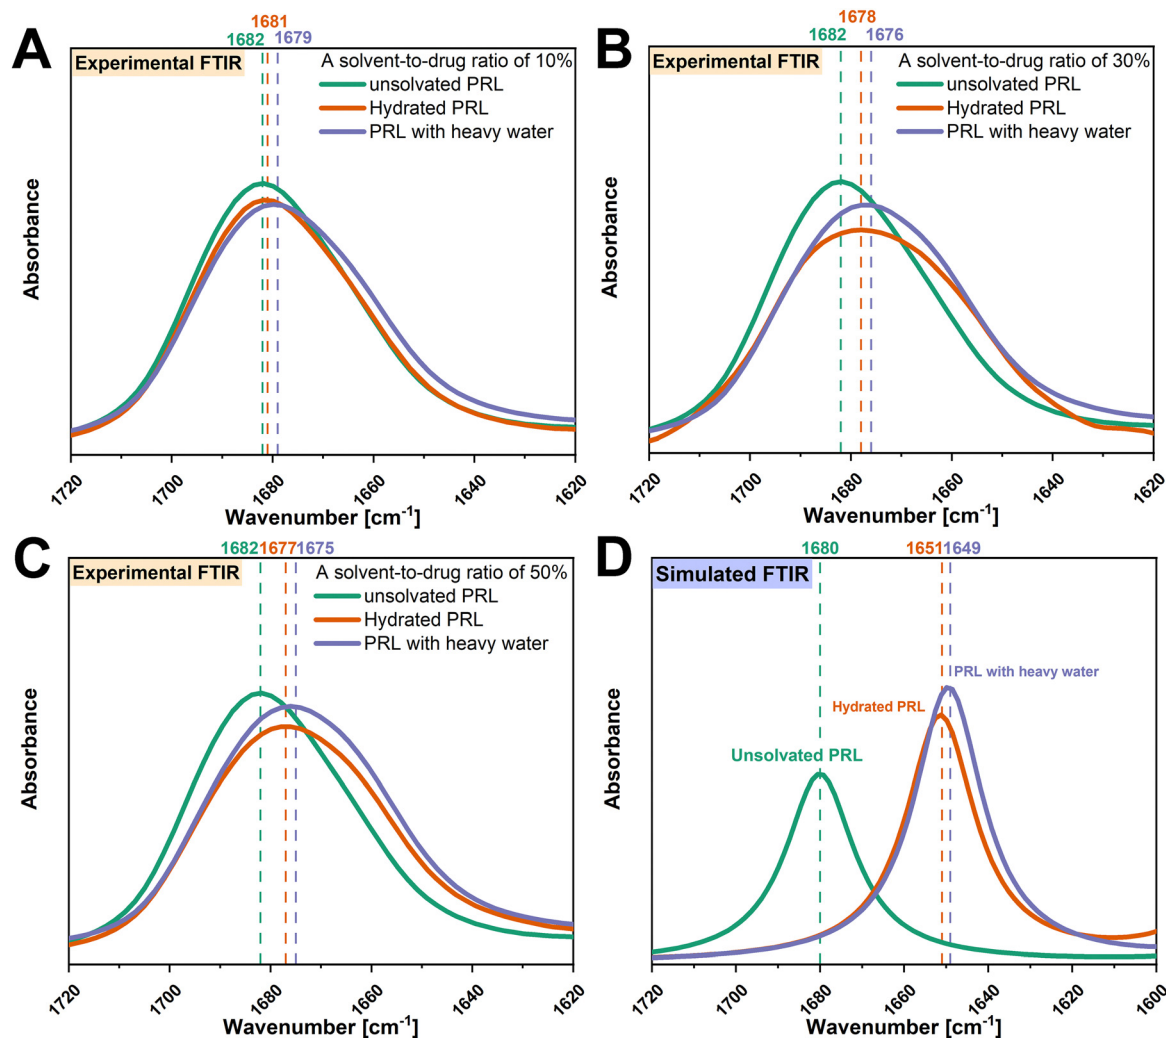 A
1681
1682 1679
Experimental FTIR
A solvent-to-drug ratio of 10%
unsolvated PRL
Hydrated PRL
PRL with heavy water
Absorbance
1720 1700 1680 1660 1640 1620
Wavenumber [cm⁻¹]
B
1678
1682 1676
Experimental FTIR
A solvent-to-drug ratio of 30%
unsolvated PRL
Hydrated PRL
PRL with heavy water
Absorbance
1720 1700 1680 1660 1640 1620
Wavenumber [cm⁻¹]
C
1682 1677 1675
Experimental FTIR
A solvent-to-drug ratio of 50%
unsolvated PRL
Hydrated PRL
PRL with heavy water
Absorbance
1720 1700 1680 1660 1640 1620
Wavenumber [cm⁻¹]
D
1680 1651 1649
Simulated FTIR
PRL with heavy water
Hydrated PRL
Unsolvated PRL
Absorbance
1720 1700 1680 1660 1640 1620 1600
Wavenumber [cm⁻¹]